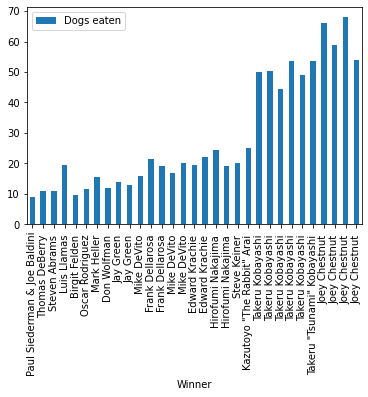 Dogs eaten
70
60
50
40
30
20
10
0
Paul Siederman & Joe Baldini
Thomas DeBerry
Steven Abrams
Luis Llamas
Birgit Felden
Oscar Rodriguez
Mark Heller
Don Wolfman
Jay Green
Jay Green
Mike DeVito
Frank Dellarosa
Frank Dellarosa
Mike DeVito
Mike DeVito
Edward Krachie
Edward Krachie
Hirofumi Nakajima
Hirofumi Nakajima
Steve Keiner
Kazutoyo "The Rabbit" Arai
Takeru Kobayashi
Takeru Kobayashi
Takeru Kobayashi
Takeru Kobayashi
Takeru Kobayashi
Takeru "Tsunami" Kobayashi
Joey Chestnut
Joey Chestnut
Joey Chestnut
Joey Chestnut
Winner